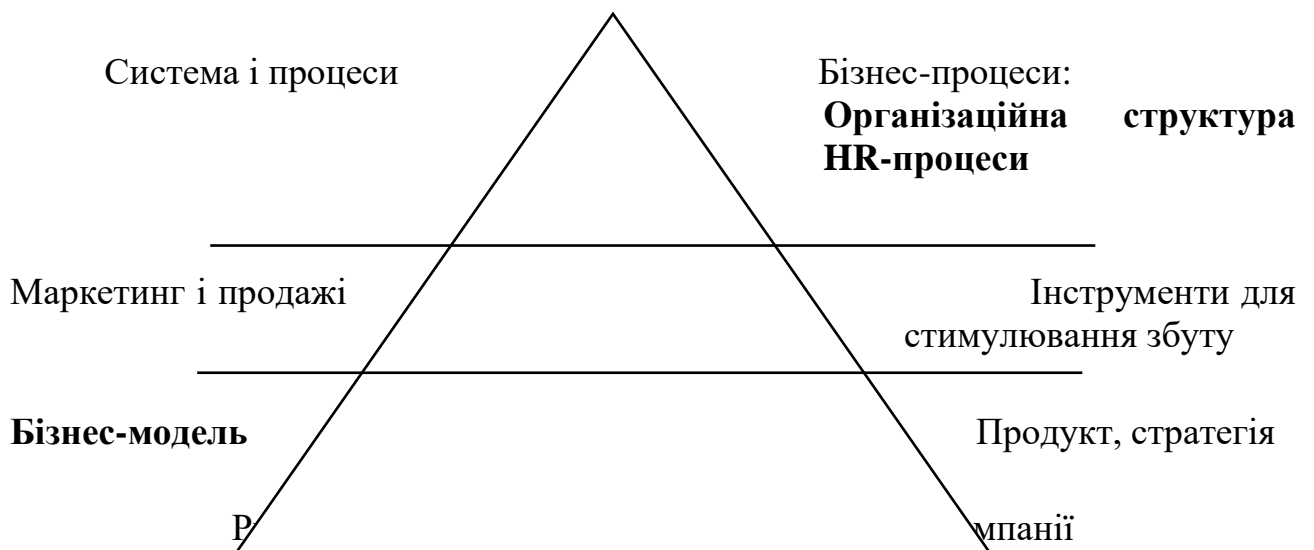 Система і процеси
Бізнес-процеси:
Організаційна структура
HR-процеси
Маркетинг і продажі
Інструменти для
стимулювання збуту
Бізнес-модель
Продукт, стратегія